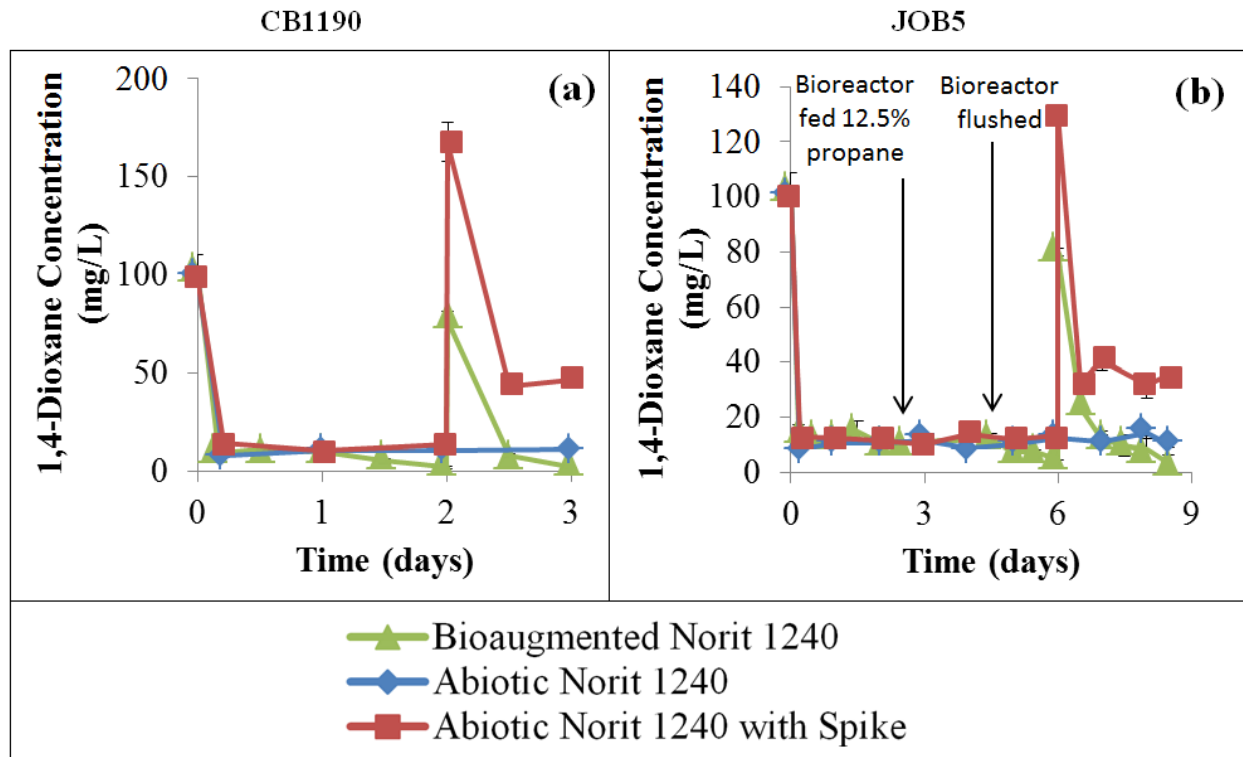 CB1190
JOB5
(a)
1,4-Dioxane Concentration
(mg/L)
200
150
100
50
0
0 1 2 3
Time (days)
(b)
Bioreactor
fed 12.5%
propane
Bioreactor
flushed
1,4-Dioxane Concentration
(mg/L)
140
120
100
80
60
40
20
0
0 3 6 9
Time (days)
Bioaugmented Norit 1240
Abiotic Norit 1240
Abiotic Norit 1240 with Spike